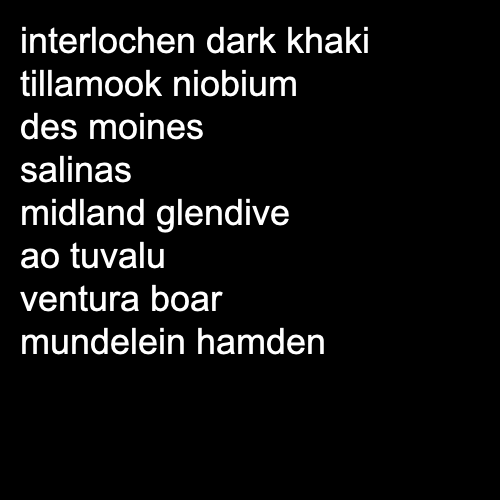 interlochen dark khaki
tillamook niobium
des moines
salinas
midland glendive
ao tuvalu
ventura boar
mundelein hamden